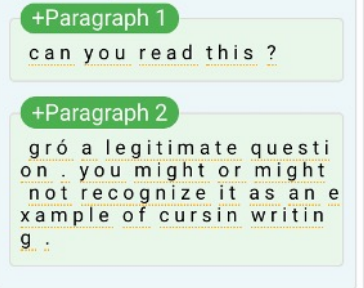 +Paragraph 1
can you read this ?
+Paragraph 2
gró a legitimate questi
on . you might or might
not recognize it as an e
xample of cursin writin
g .